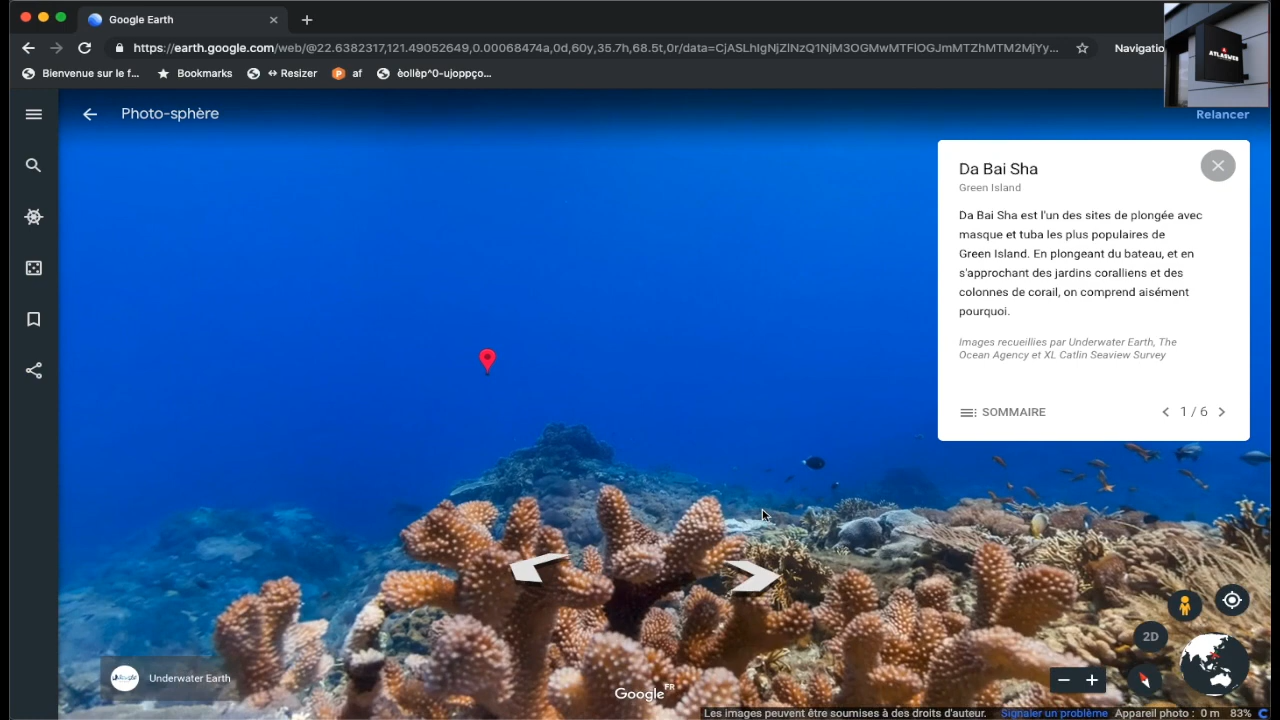 Google Earth
https://earth.google.com/web/@22.6382317,121.49052649,0.00068474a,0d,60y,35.7h,68.5t,0r/data=CjASLhIgNjZlNzQ1NjM3OGMwMTFlOGJmMTZhMTM2MjYy...
Navigatio
Bienvenue sur le f...
Bookmarks
Resizer
af
èollèp^0-ujoppço...
ATLASWEB
Photo-sphère
Relancer
Da Bai Sha
Green Island
Da Bai Sha est l'un des sites de plongée avec
masque et tuba les plus populaires de
Green Island. En plongeant du bateau, et en
s'approchant des jardins coralliens et des
colonnes de corail, on comprend aisément
pourquoi.
Images recueillies par Underwater Earth, The
Ocean Agency et XL Catlin Seaview Survey
SOMMAIRE
1 / 6
2D
Underwater Earth
Google FR
Les images peuvent être soumises à des droits d'auteur. Signaler un problème Appareil photo : 0 m 83%